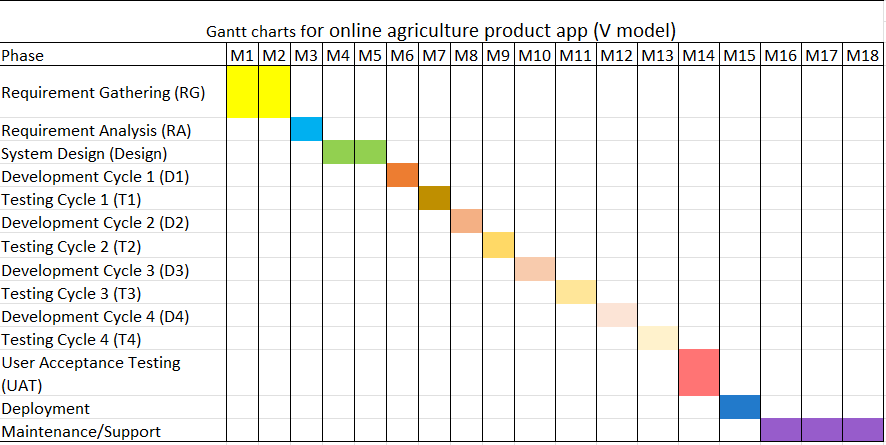 Gantt charts for online agriculture product app (V model)
Phase M1 M2 M3 M4 M5 M6 M7 M8 M9 M10 M11 M12 M13 M14 M15 M16 M17 M18
Requirement Gathering (RG)
Requirement Analysis (RA)
System Design (Design)
Development Cycle 1 (D1)
Testing Cycle 1 (T1)
Development Cycle 2 (D2)
Testing Cycle 2 (T2)
Development Cycle 3 (D3)
Testing Cycle 3 (T3)
Development Cycle 4 (D4)
Testing Cycle 4 (T4)
User Acceptance Testing
(UAT)
Deployment
Maintenance/Support